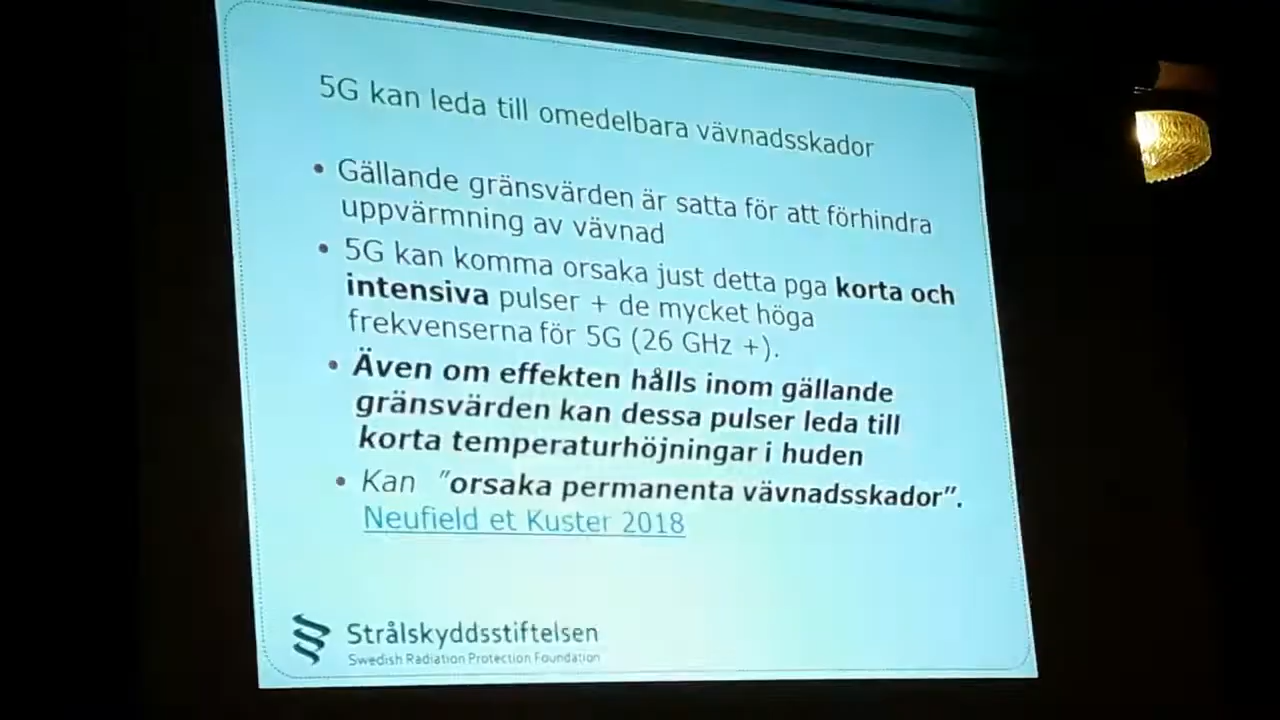 5G kan leda till omedelbara vävnadsskador
• Gällande gränsvärden är satta för att förhindra
uppvärmning av vävnad
• 5G kan komma orsaka just detta pga korta och
intensiva pulser + de mycket höga
frekvenserna för 5G (26 GHz +).
• Även om effekten hålls inom gällande
gränsvärden kan dessa pulser leda till
korta temperaturhöjningar i huden
• Kan "orsaka permanenta vävnadsskador".
Neufield et Kuster 2018
Strålskyddsstiftelsen
Swedish Radiation Protection Foundation